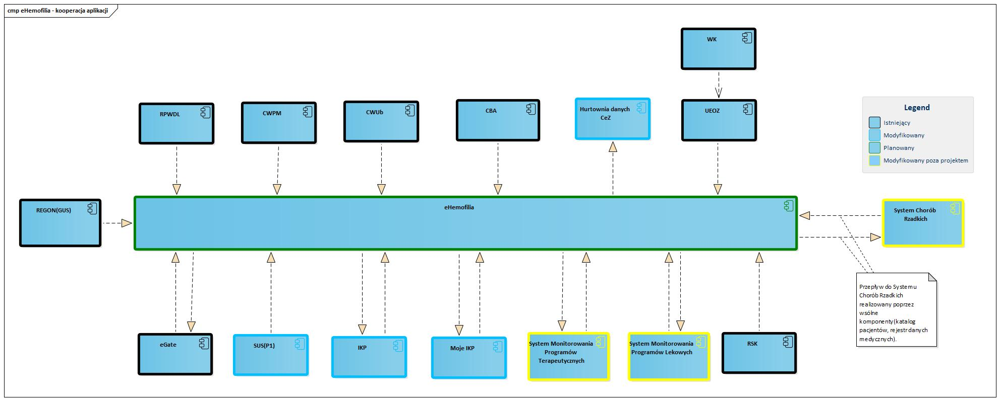 cmp eHemofilia - kooperacja aplikacji
WK
RPWDL
CWPM
CWUb
CBA
Hurtownia danych
CeZ
UEOZ
Legend
Istniejący
Modyfikowany
Planowany
Modyfikowany poza projektem
REGON(GUS)
eHemofilia
System Chorób
Rzadkich
Przepływ do Systemu
Chorób Rzadkich
realizowany poprzez
wsólne
komponenty(katalog
pacjentów, rejestr danych
medycznych).
eGate
SUS(P1)
IKP
Moje IKP
System Monitorowania
Programów
Terapeutycznych
System Monitorowania
Programów Lekowych
RSK